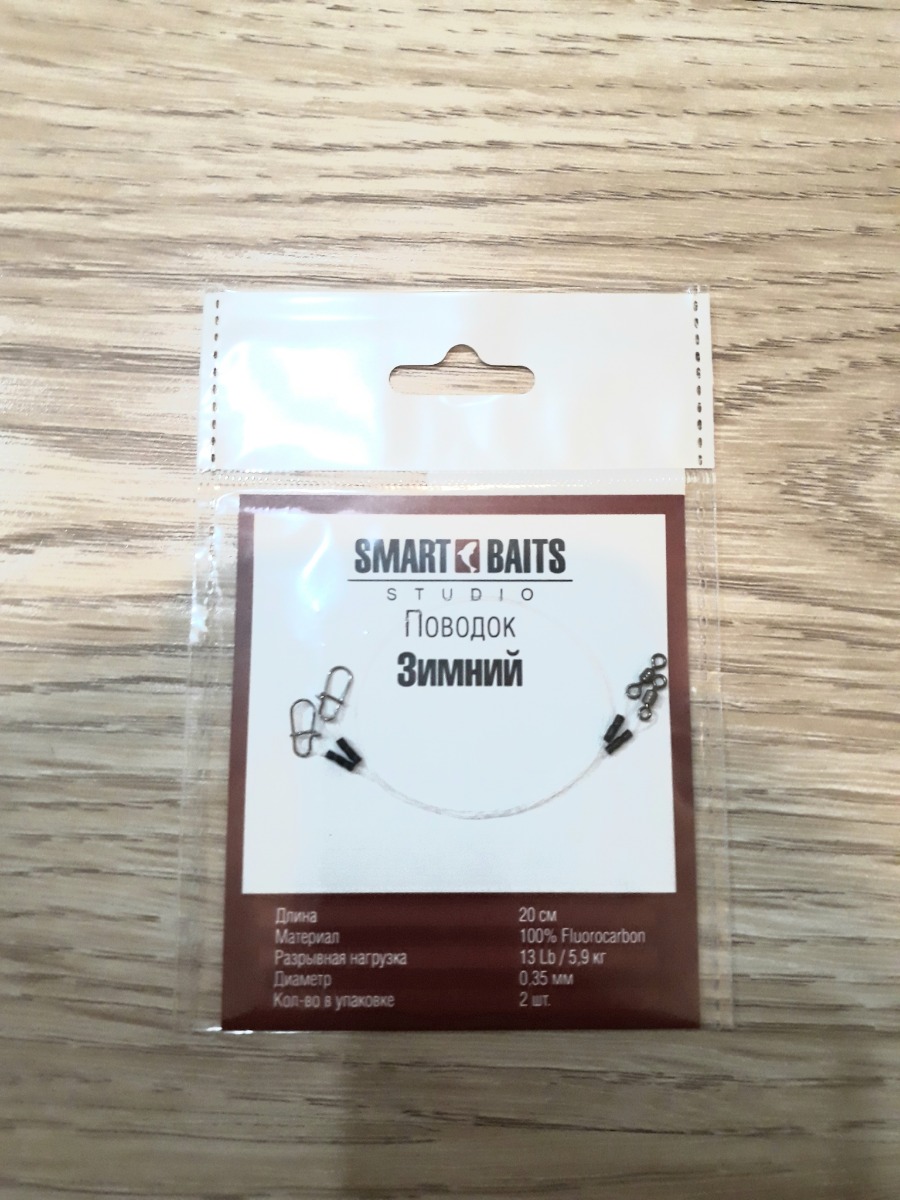 SMART BAITS
STUDIO
Поводок
Зимний
Длина 20 см
Материал 100% Fluorocarbon
Разрывная нагрузка 13 Lb / 5,9 кг
Диаметр 0,35 мм
Кол-во в упаковке 2 шт.